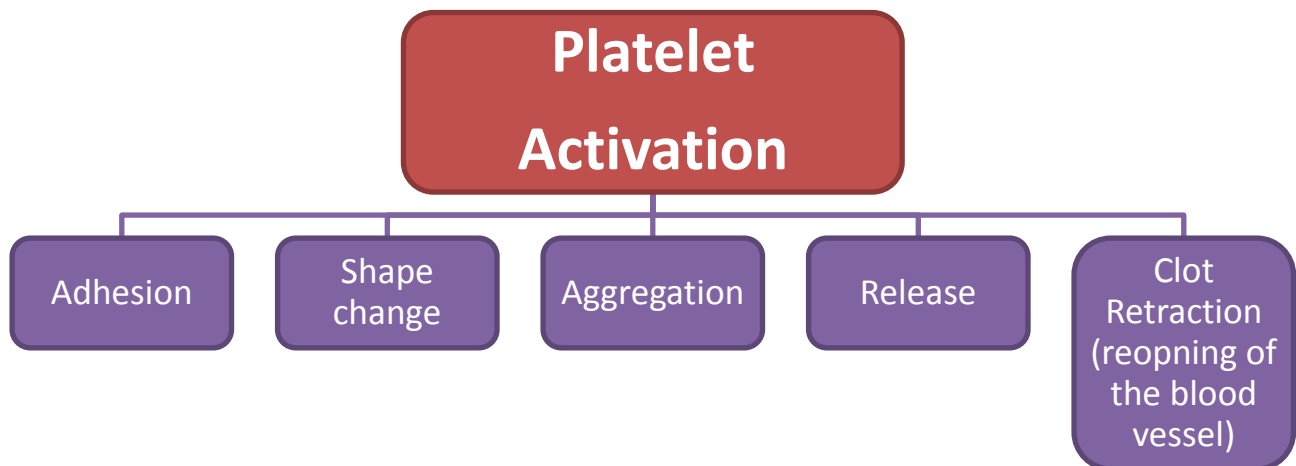 Platelet
Activation
Adhesion
Shape
change
Aggregation
Release
Clot
Retraction
(reopning of
the blood
vessel)